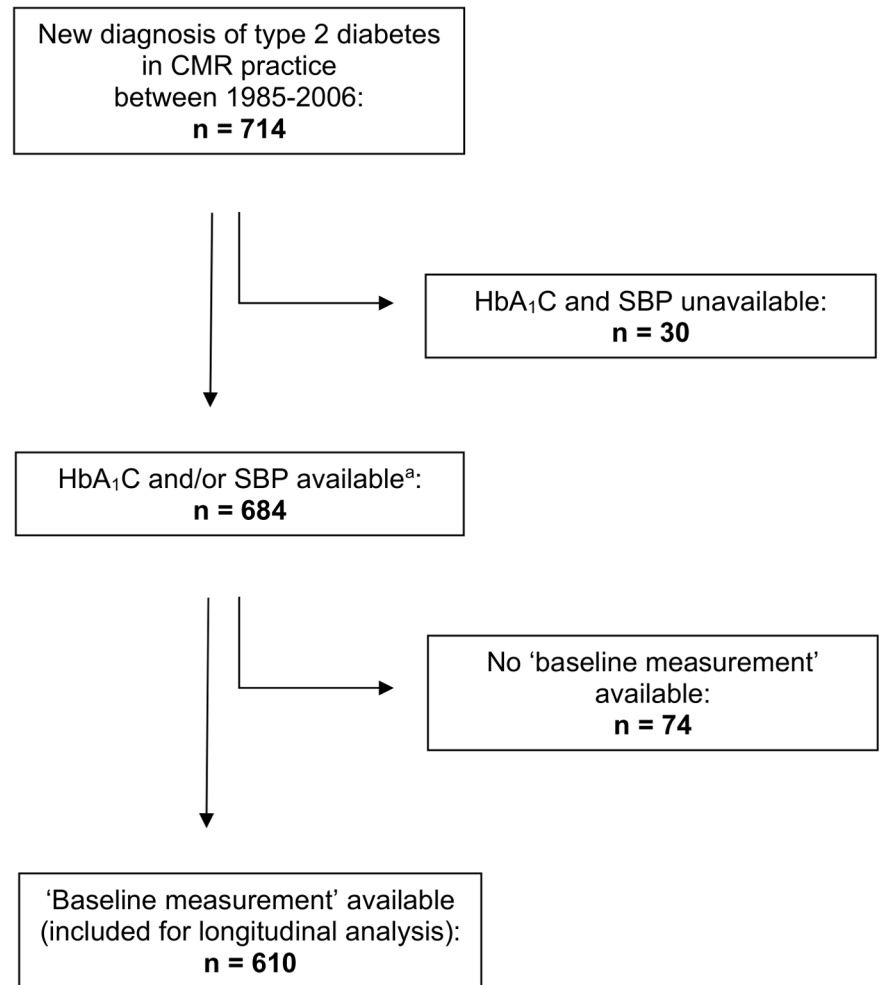 New diagnosis of type 2 diabetes
in CMR practice
between 1985-2006:
n = 714
HbA₁C and SBP unavailable:
n = 30
HbA₁C and/or SBP availableᵃ:
n = 684
No ‘baseline measurement’
available:
n = 74
‘Baseline measurement’ available
(included for longitudinal analysis):
n = 610